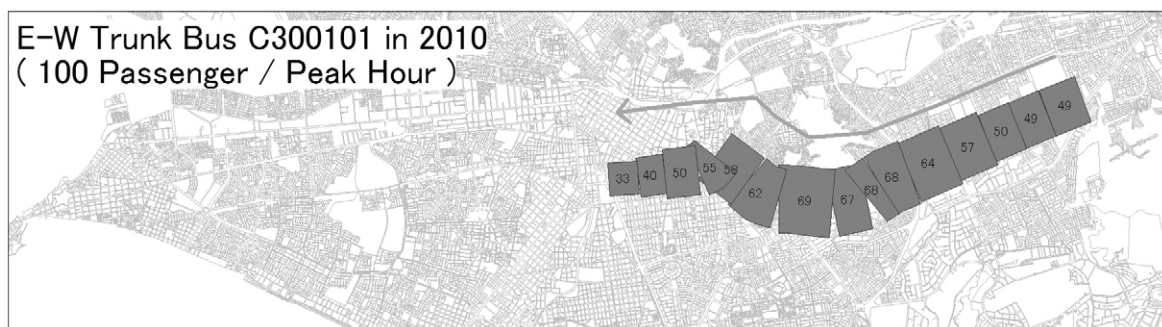 E-W Trunk Bus C300101 in 2010
( 100 Passenger / Peak Hour )
33 40 50 55 58 62 69 67 68 68 64 57 50 49 49